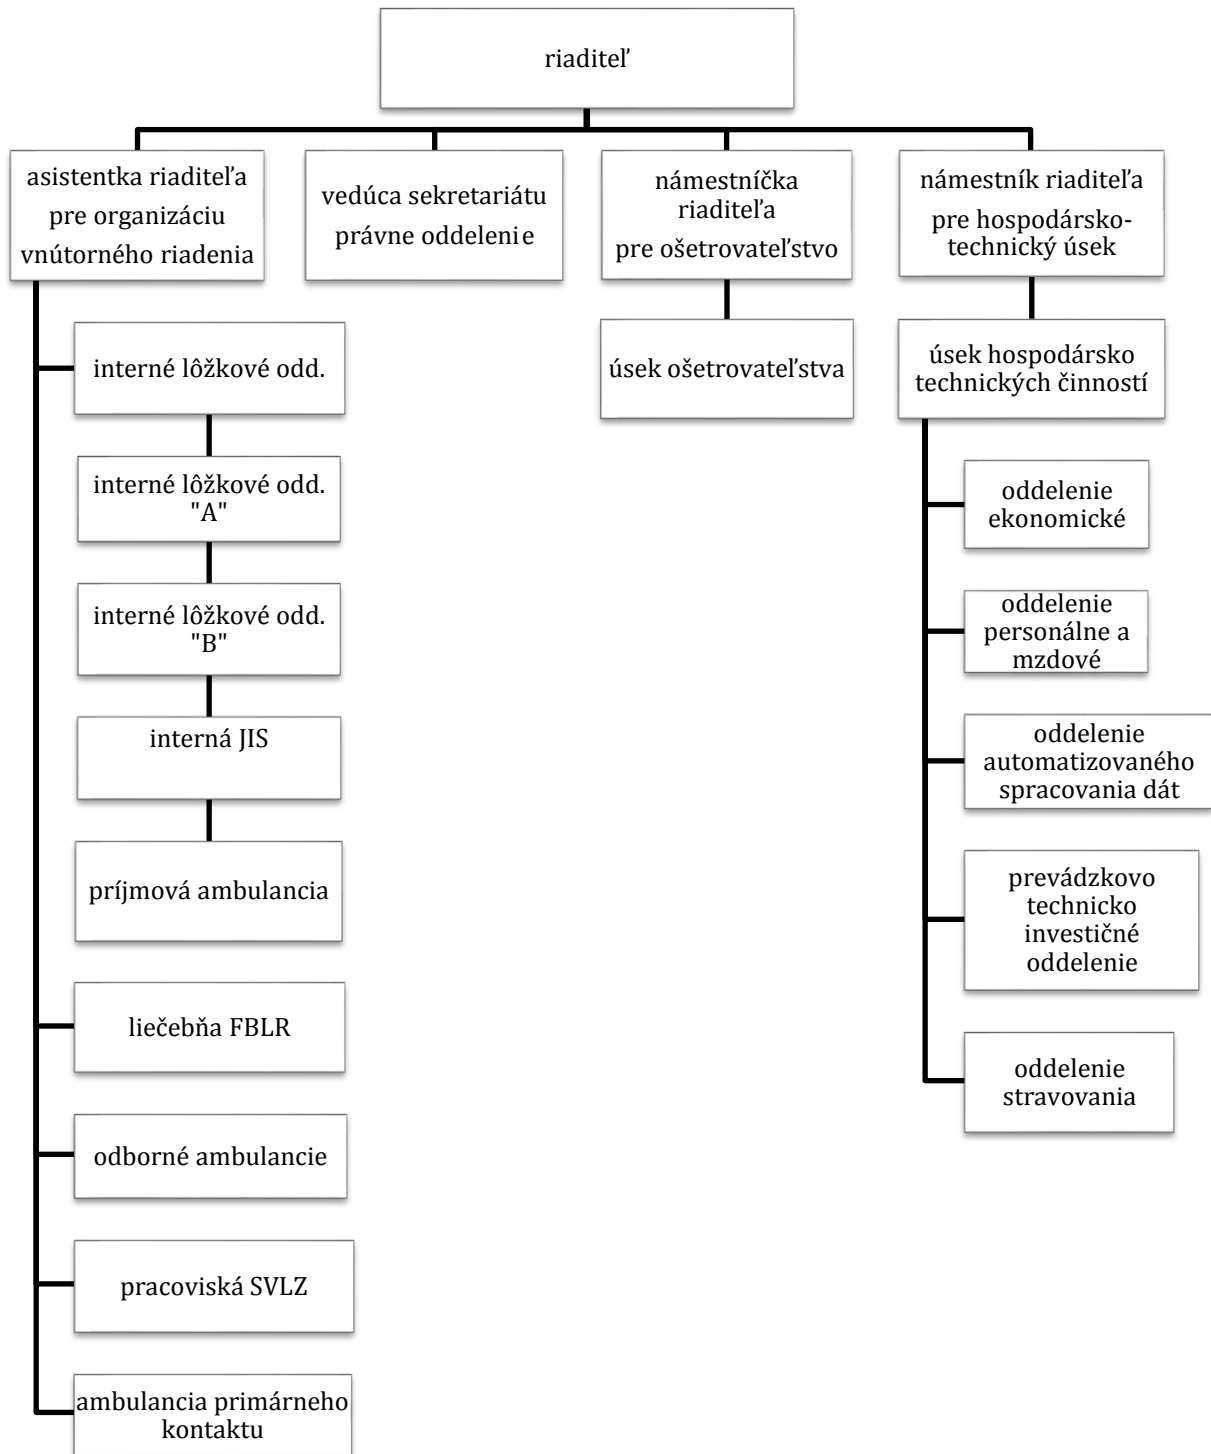 riaditeľ
asistentka riaditeľa
pre organizáciu
vnútorného riadenia
vedúca sekretariátu
právne oddelenie
námestníčka
riaditeľa
pre ošetrovateľstvo
námestník riaditeľa
pre hospodársko-
technický úsek
interné lôžkové odd.
interné lôžkové odd.
"A"
interné lôžkové odd.
"B"
interná JIS
príjmová ambulancia
liečebňa FBLR
odborné ambulancie
pracoviská SVLZ
ambulancia primárneho
kontaktu
úsek ošetrovateľstva
úsek hospodársko
technických činností
oddelenie
ekonomické
oddelenie
personálne a
mzdové
oddelenie
automatizovaného
spracovania dát
prevádzkovo
technicko
investičné
oddelenie
oddelenie
stravovania